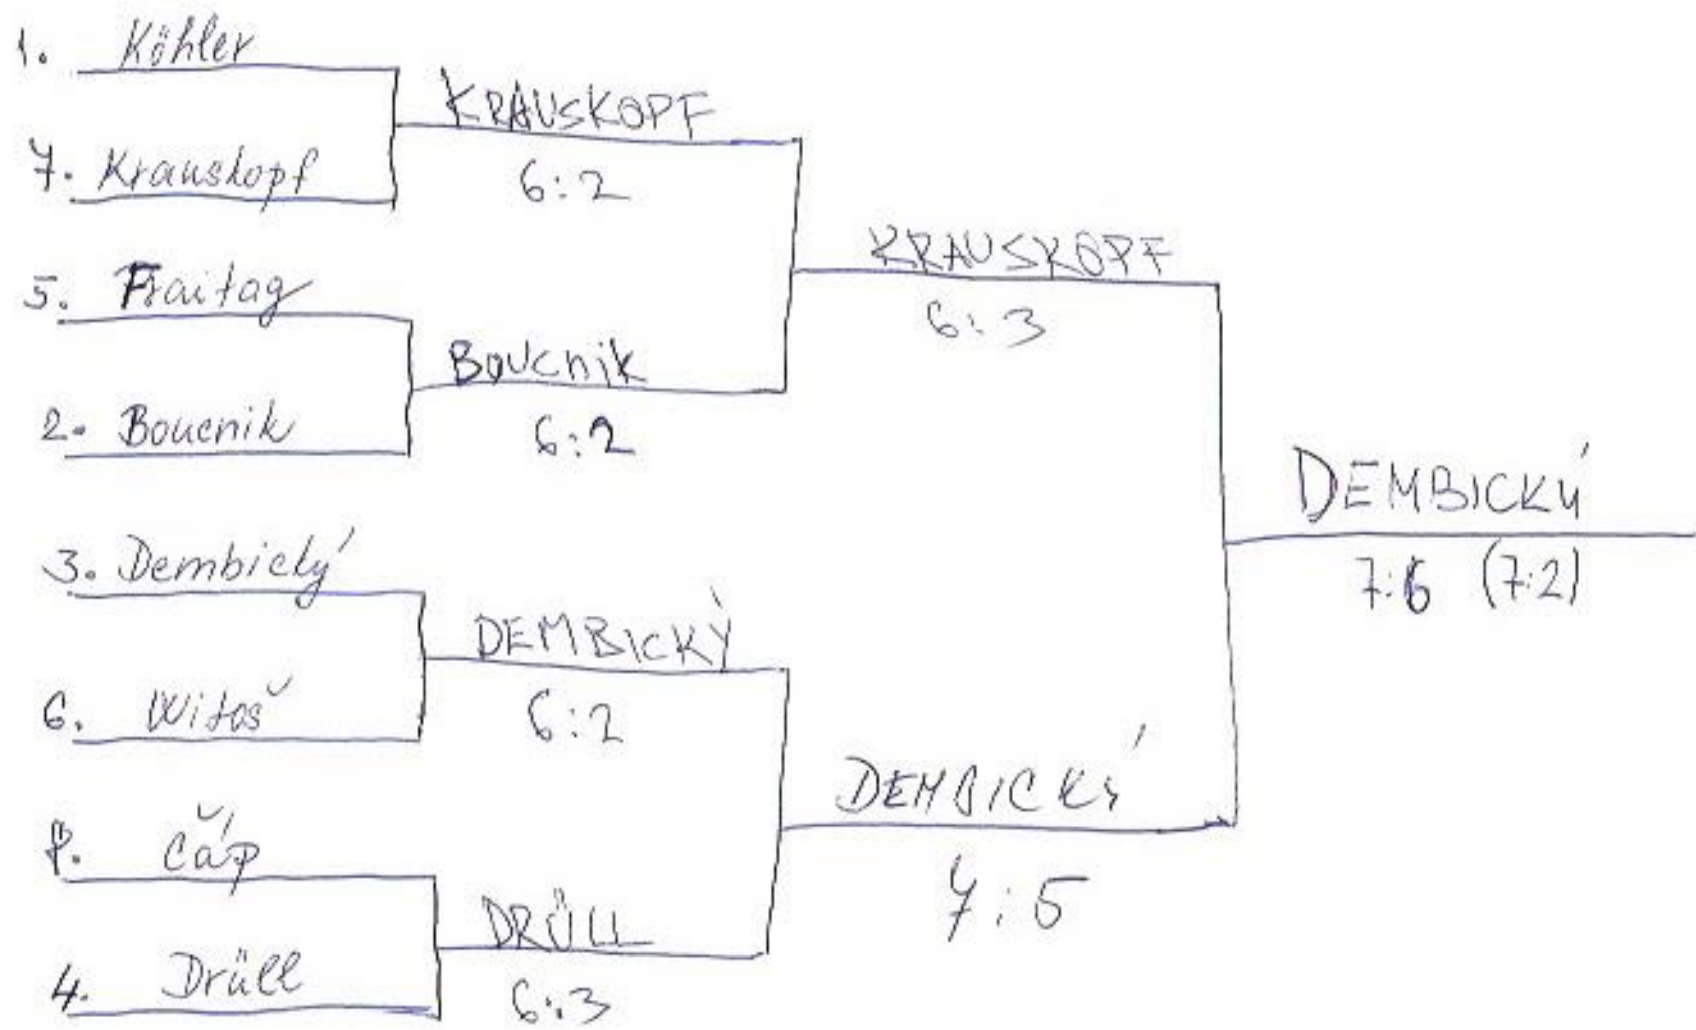 1. Köhler
KRAUSKOPF
7. Krauskopf
6:2
KRAUSKOPF
5. Fraitag
6:3
Boucnik
2. Boucnik
6:2
DEMBICKÝ
7:6 (7:2)
3. Dembický
DEMBICKÝ
6. Witoš
6:2
DEMBICKÝ
8. Čáp
7:5
DRÜLL
4. Drüll
6:3